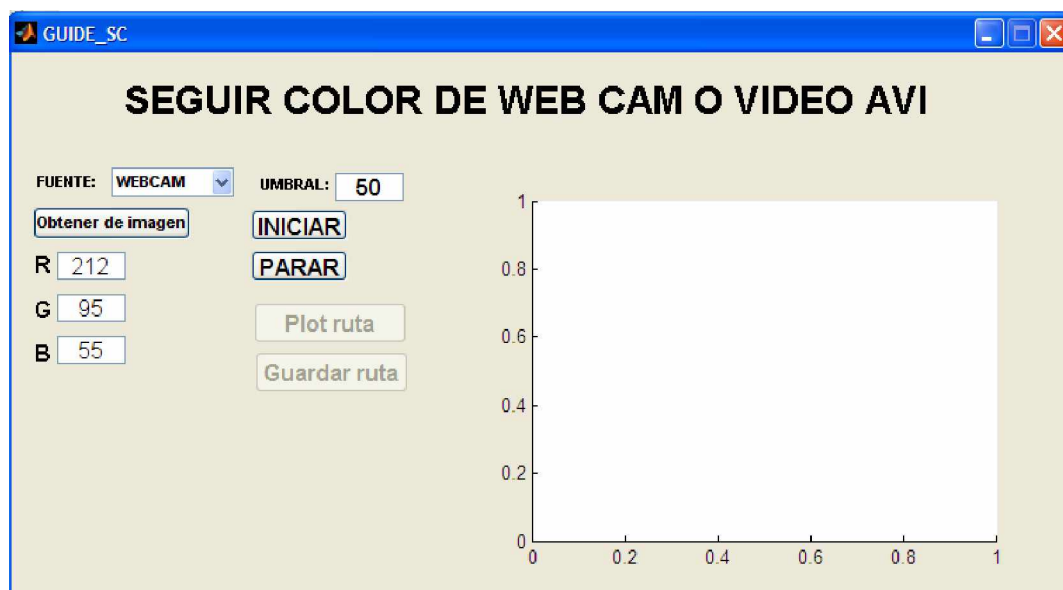 GUIDE_SC
SEGUIR COLOR DE WEB CAM O VIDEO AVI
FUENTE: WEBCAM UMBRAL: 50
Obtener de imagen INICIAR
R 212 PARAR
G 95 Plot ruta
B 55 Guardar ruta
1
0.8
0.6
0.4
0.2
0
0 0.2 0.4 0.6 0.8 1